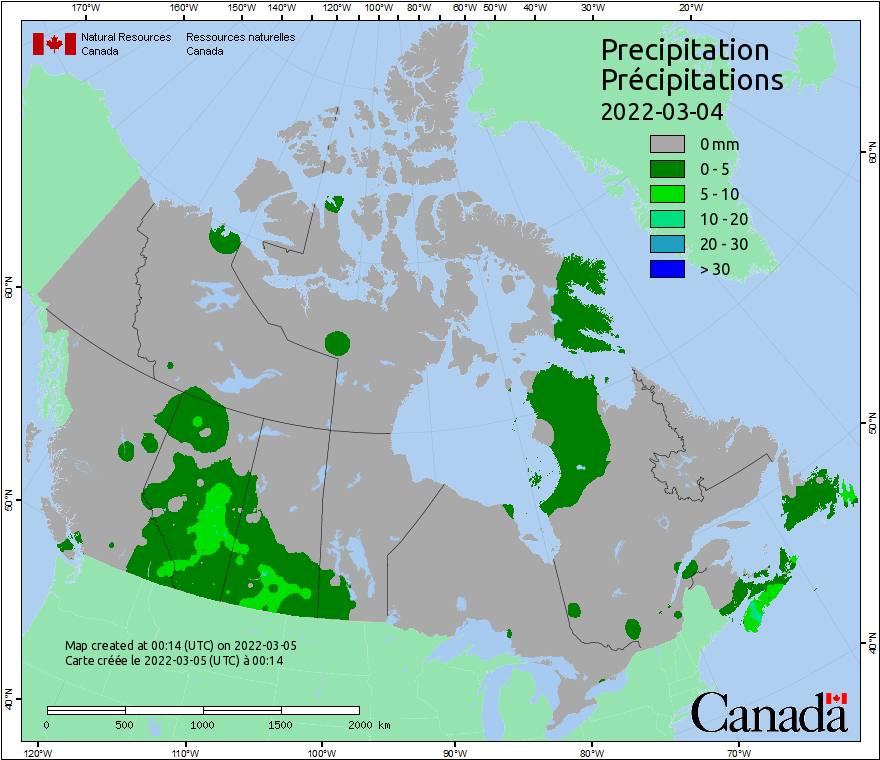 170°W 160°W 150°W 140°W 120°W 100°W 80°W 60°W 50°W 40°W 30°W 20°W
Natural Resources Ressources naturelles
Canada Canada
Precipitation
Précipitations
2022-03-04
0 mm
0 - 5
5 - 10
10 - 20
20 - 30
> 30
60°N 60°N
50°N 50°N
40°N 40°N
Map created at 00:14 (UTC) on 2022-03-05
Carte créée le 2022-03-05 (UTC) à 00:14
0 500 1000 1500 2000 km
Canada
120°W 110°W 100°W 90°W 80°W 70°W